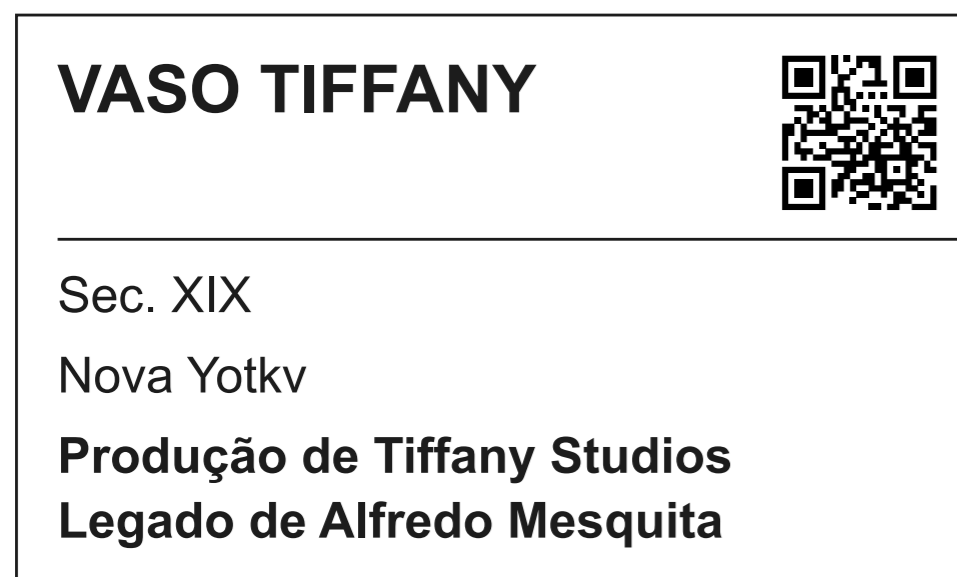 VASO TIFFANY
Sec. XIX
Nova Yotkv
Produção de Tiffany Studios
Legado de Alfredo Mesquita